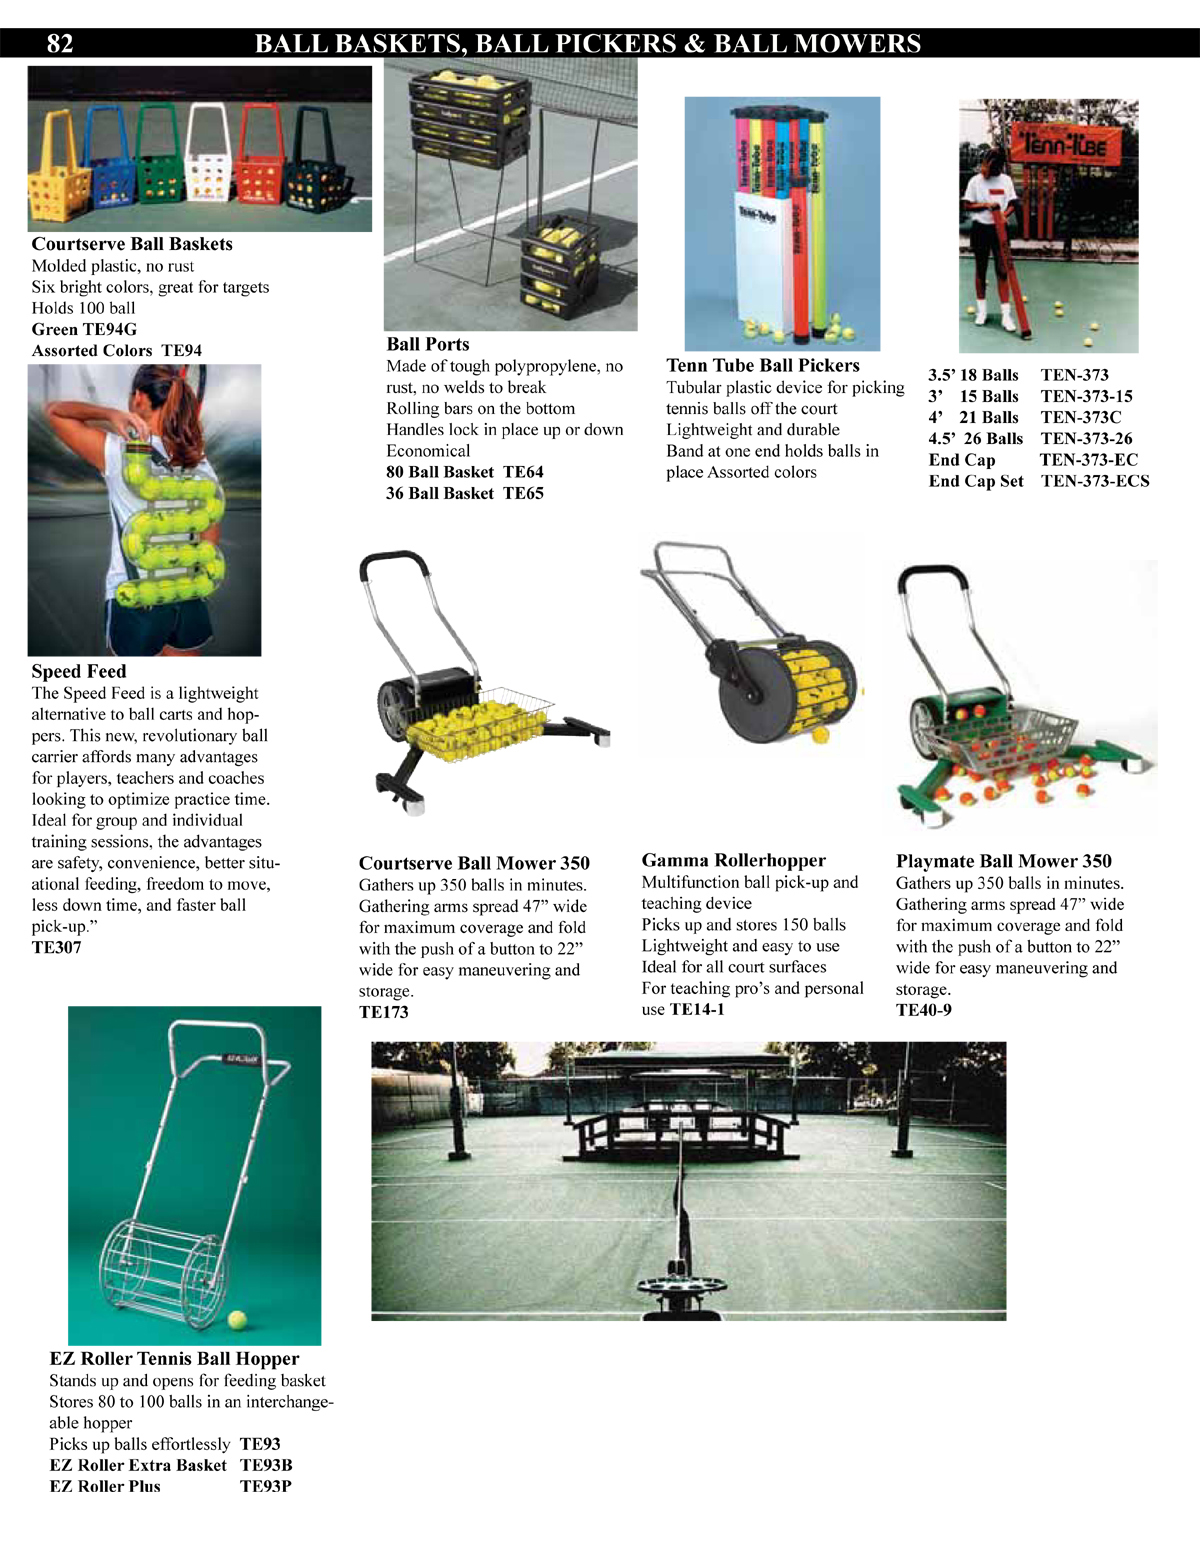 82
BALL BASKETS, BALL PICKERS & BALL MOWERS
Courtserve Ball Baskets
Molded plastic, no rust
Six bright colors, great for targets
Holds 100 ball
Green TE94G
Assorted Colors TE94
Ball Ports
Made of tough polypropylene, no
rust, no welds to break
Rolling bars on the bottom
Handles lock in place up or down
Economical
80 Ball Basket TE64
36 Ball Basket TE65
Tenn-Tube
Tenn-Tube
Tenn-Tube
Tenn-Tube
Tenn Tube Ball Pickers
Tubular plastic device for picking
tennis balls off the court
Lightweight and durable
Band at one end holds balls in
place Assorted colors
Tenn-Tube
3.5’ 18 Balls TEN-373
3’ 15 Balls TEN-373-15
4’ 21 Balls TEN-373C
4.5’ 26 Balls TEN-373-26
End Cap TEN-373-EC
End Cap Set TEN-373-ECS
Speed Feed
The Speed Feed is a lightweight
alternative to ball carts and hop-
pers. This new, revolutionary ball
carrier affords many advantages
for players, teachers and coaches
looking to optimize practice time.
Ideal for group and individual
training sessions, the advantages
are safety, convenience, better situ-
ational feeding, freedom to move,
less down time, and faster ball
pick-up.”
TE307
Courtserve Ball Mower 350
Gathers up 350 balls in minutes.
Gathering arms spread 47” wide
for maximum coverage and fold
with the push of a button to 22”
wide for easy maneuvering and
storage.
TE173
Gamma Rollerhopper
Multifunction ball pick-up and
teaching device
Picks up and stores 150 balls
Lightweight and easy to use
Ideal for all court surfaces
For teaching pro’s and personal
use TE14-1
Playmate Ball Mower 350
Gathers up 350 balls in minutes.
Gathering arms spread 47” wide
for maximum coverage and fold
with the push of a button to 22”
wide for easy maneuvering and
storage.
TE40-9
EZ Roller Tennis Ball Hopper
Stands up and opens for feeding basket
Stores 80 to 100 balls in an interchange-
able hopper
Picks up balls effortlessly TE93
EZ Roller Extra Basket TE93B
EZ Roller Plus TE93P